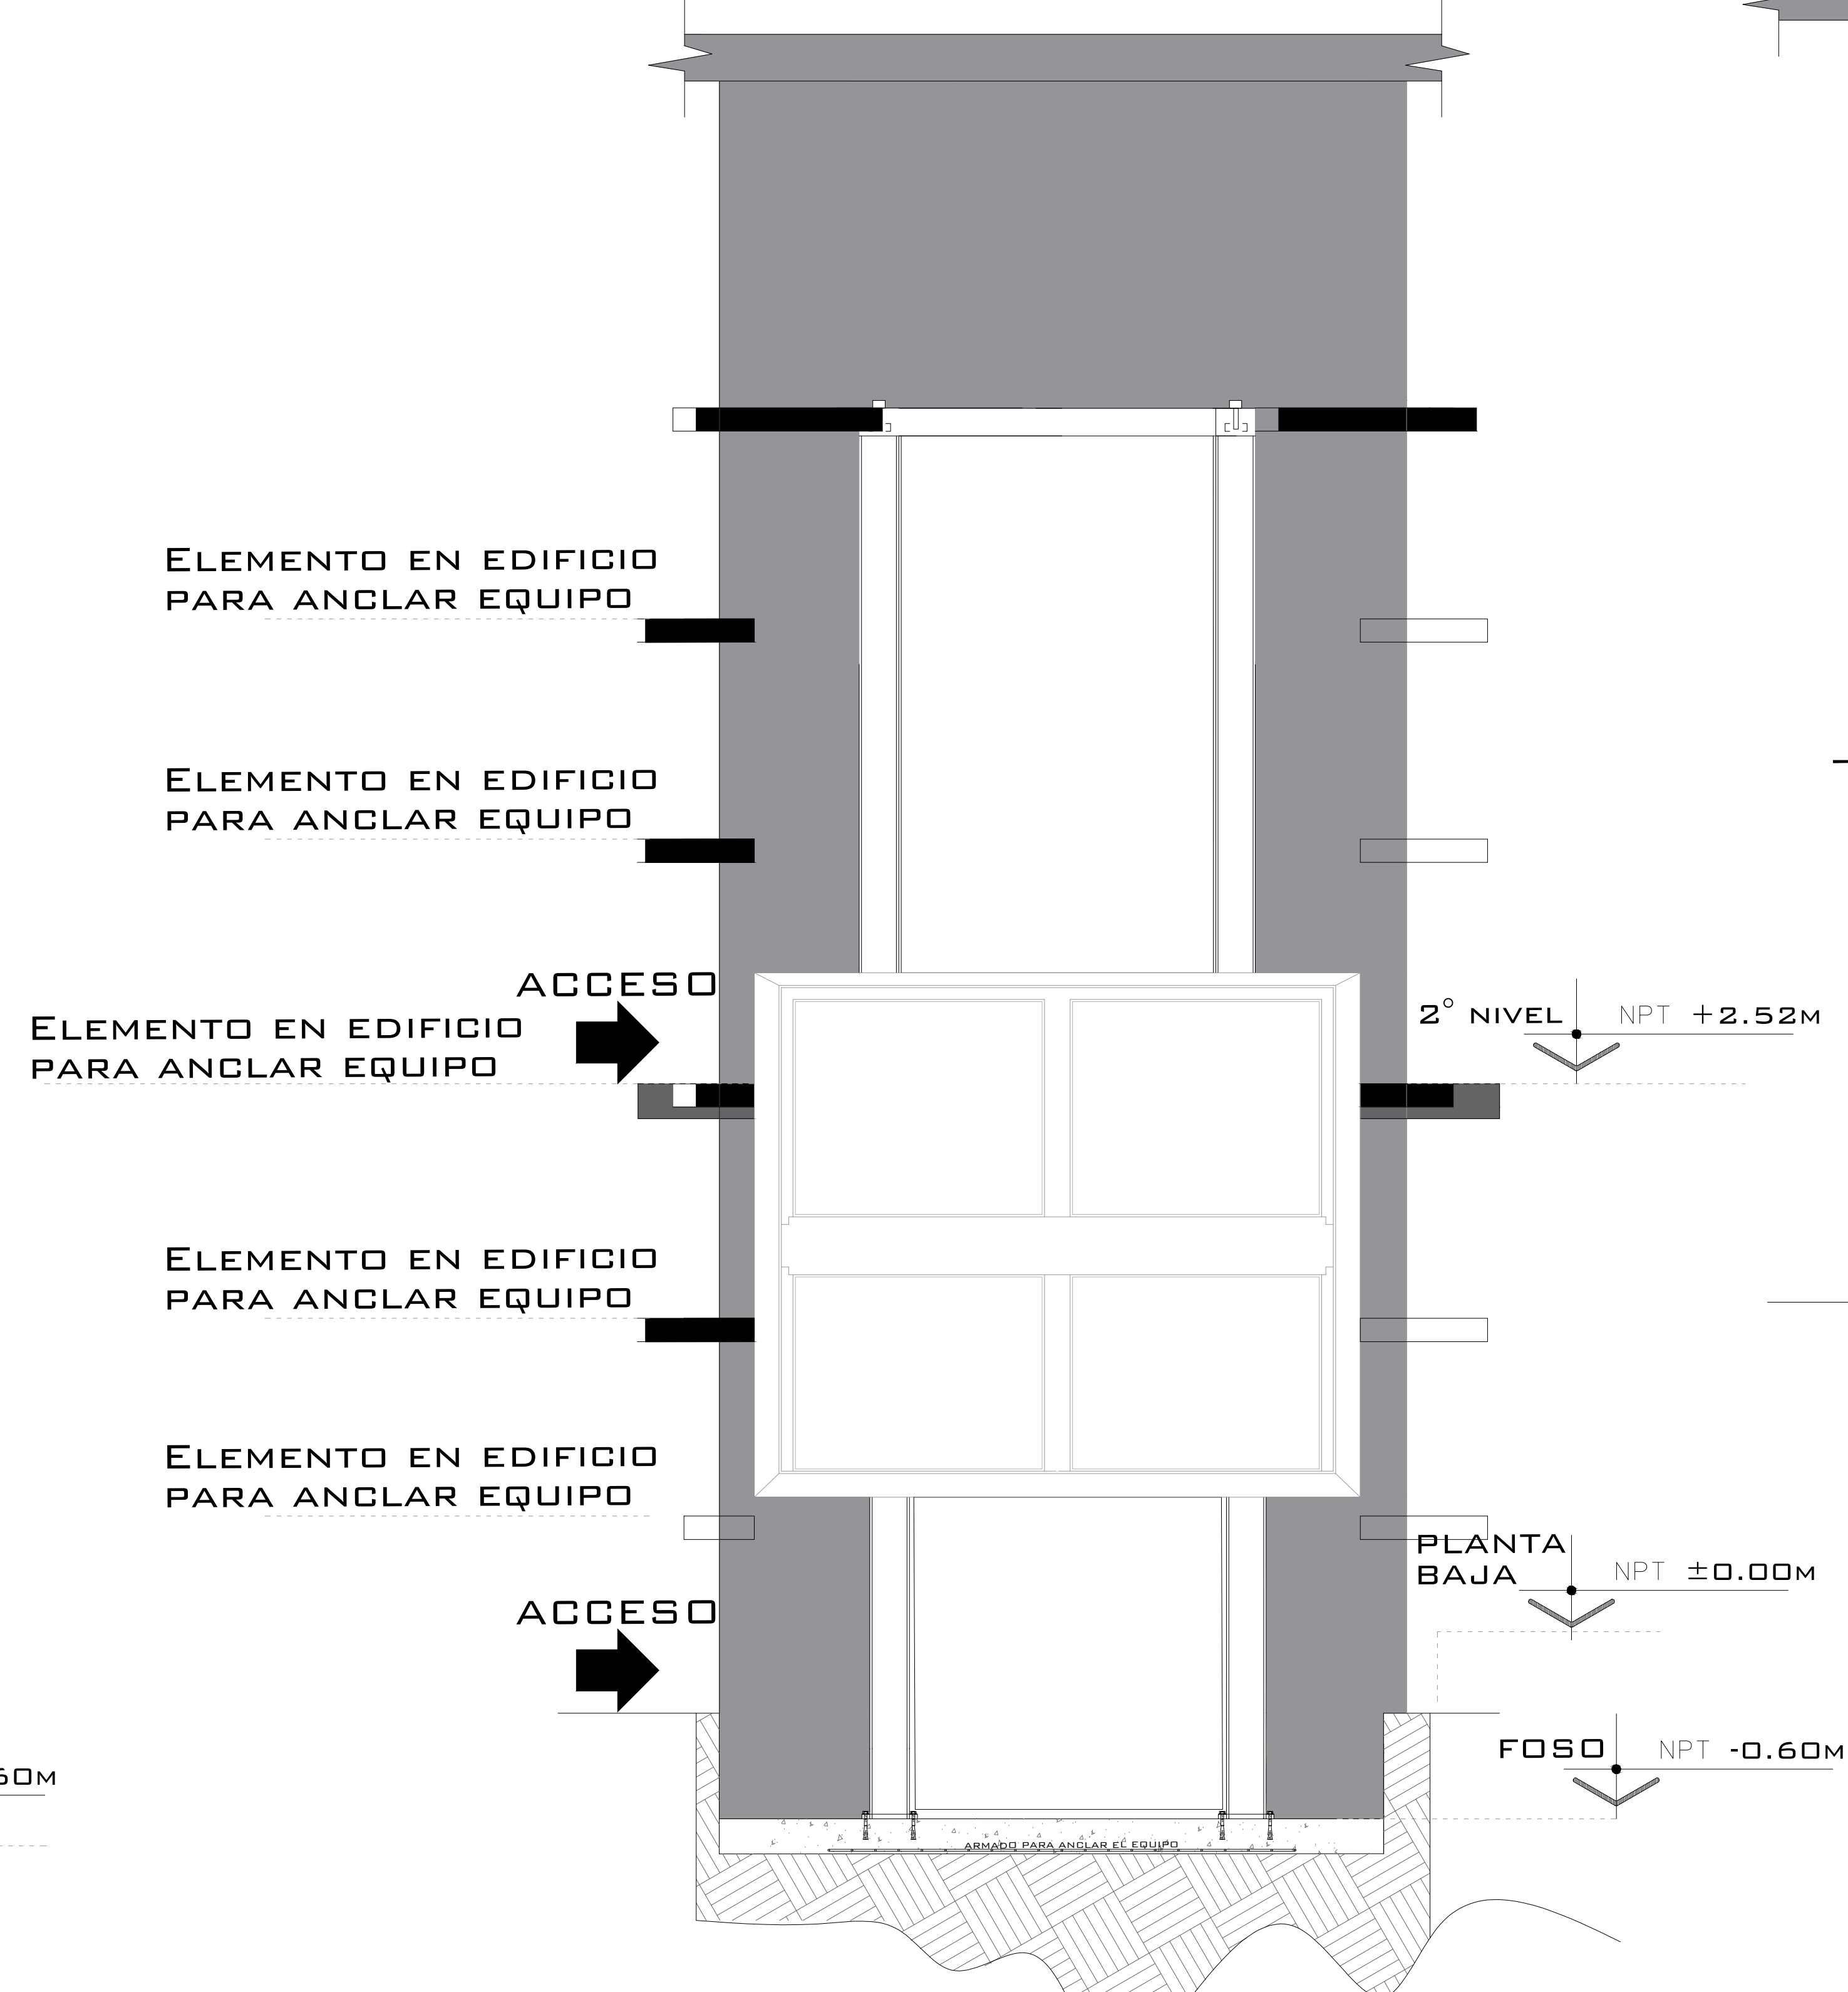 Elemento en edificio
para anclar equipo
Elemento en edificio
para anclar equipo
ACCESO
Elemento en edificio
para anclar equipo
2° nivel NPT +2.52m
Elemento en edificio
para anclar equipo
Elemento en edificio
para anclar equipo
PLANTA
BAJA
NPT ±0.00m
ACCESO
FOSO NPT -0.60m
armado para anclar el equipo